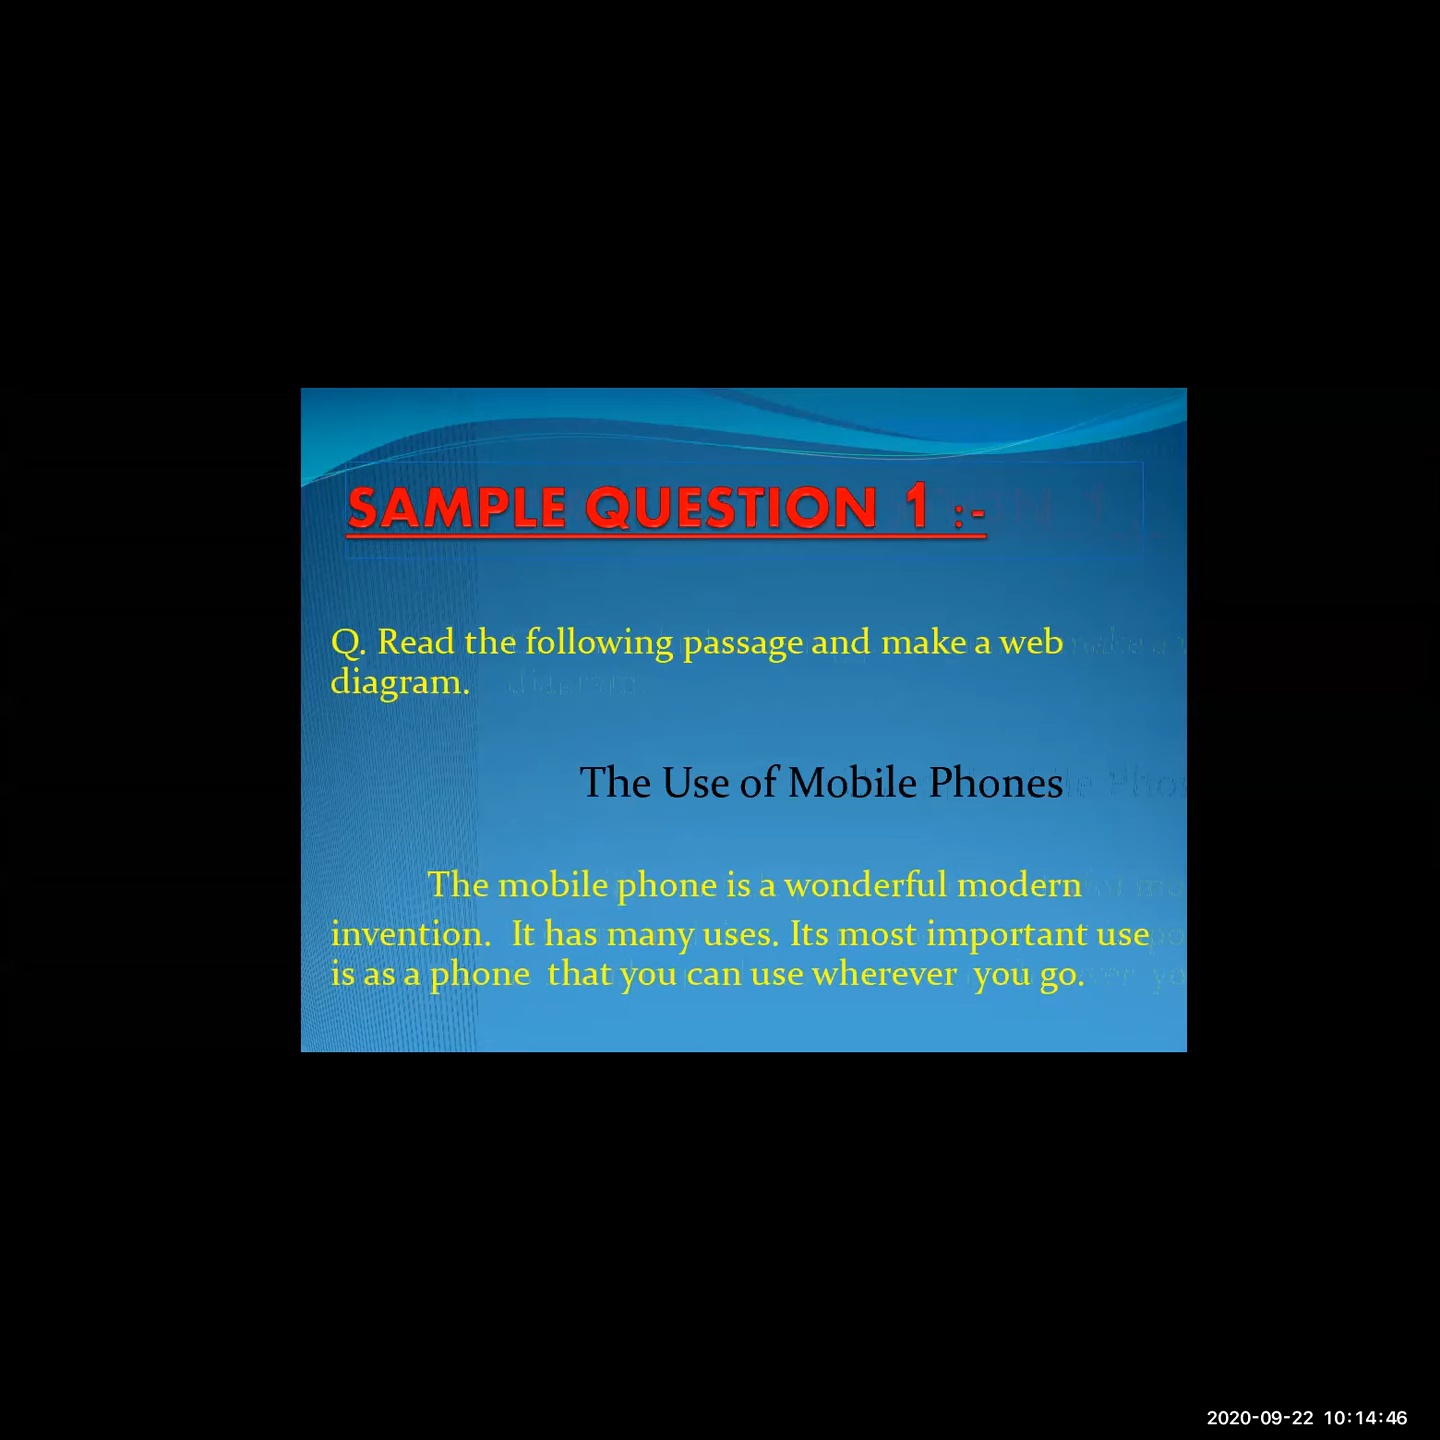 SAMPLE QUESTION 1 :-
Q. Read the following passage and make a web
diagram.
The Use of Mobile Phones
The mobile phone is a wonderful modern
invention. It has many uses. Its most important use
is as a phone that you can use wherever you go.
2020-09-22 10:14:46